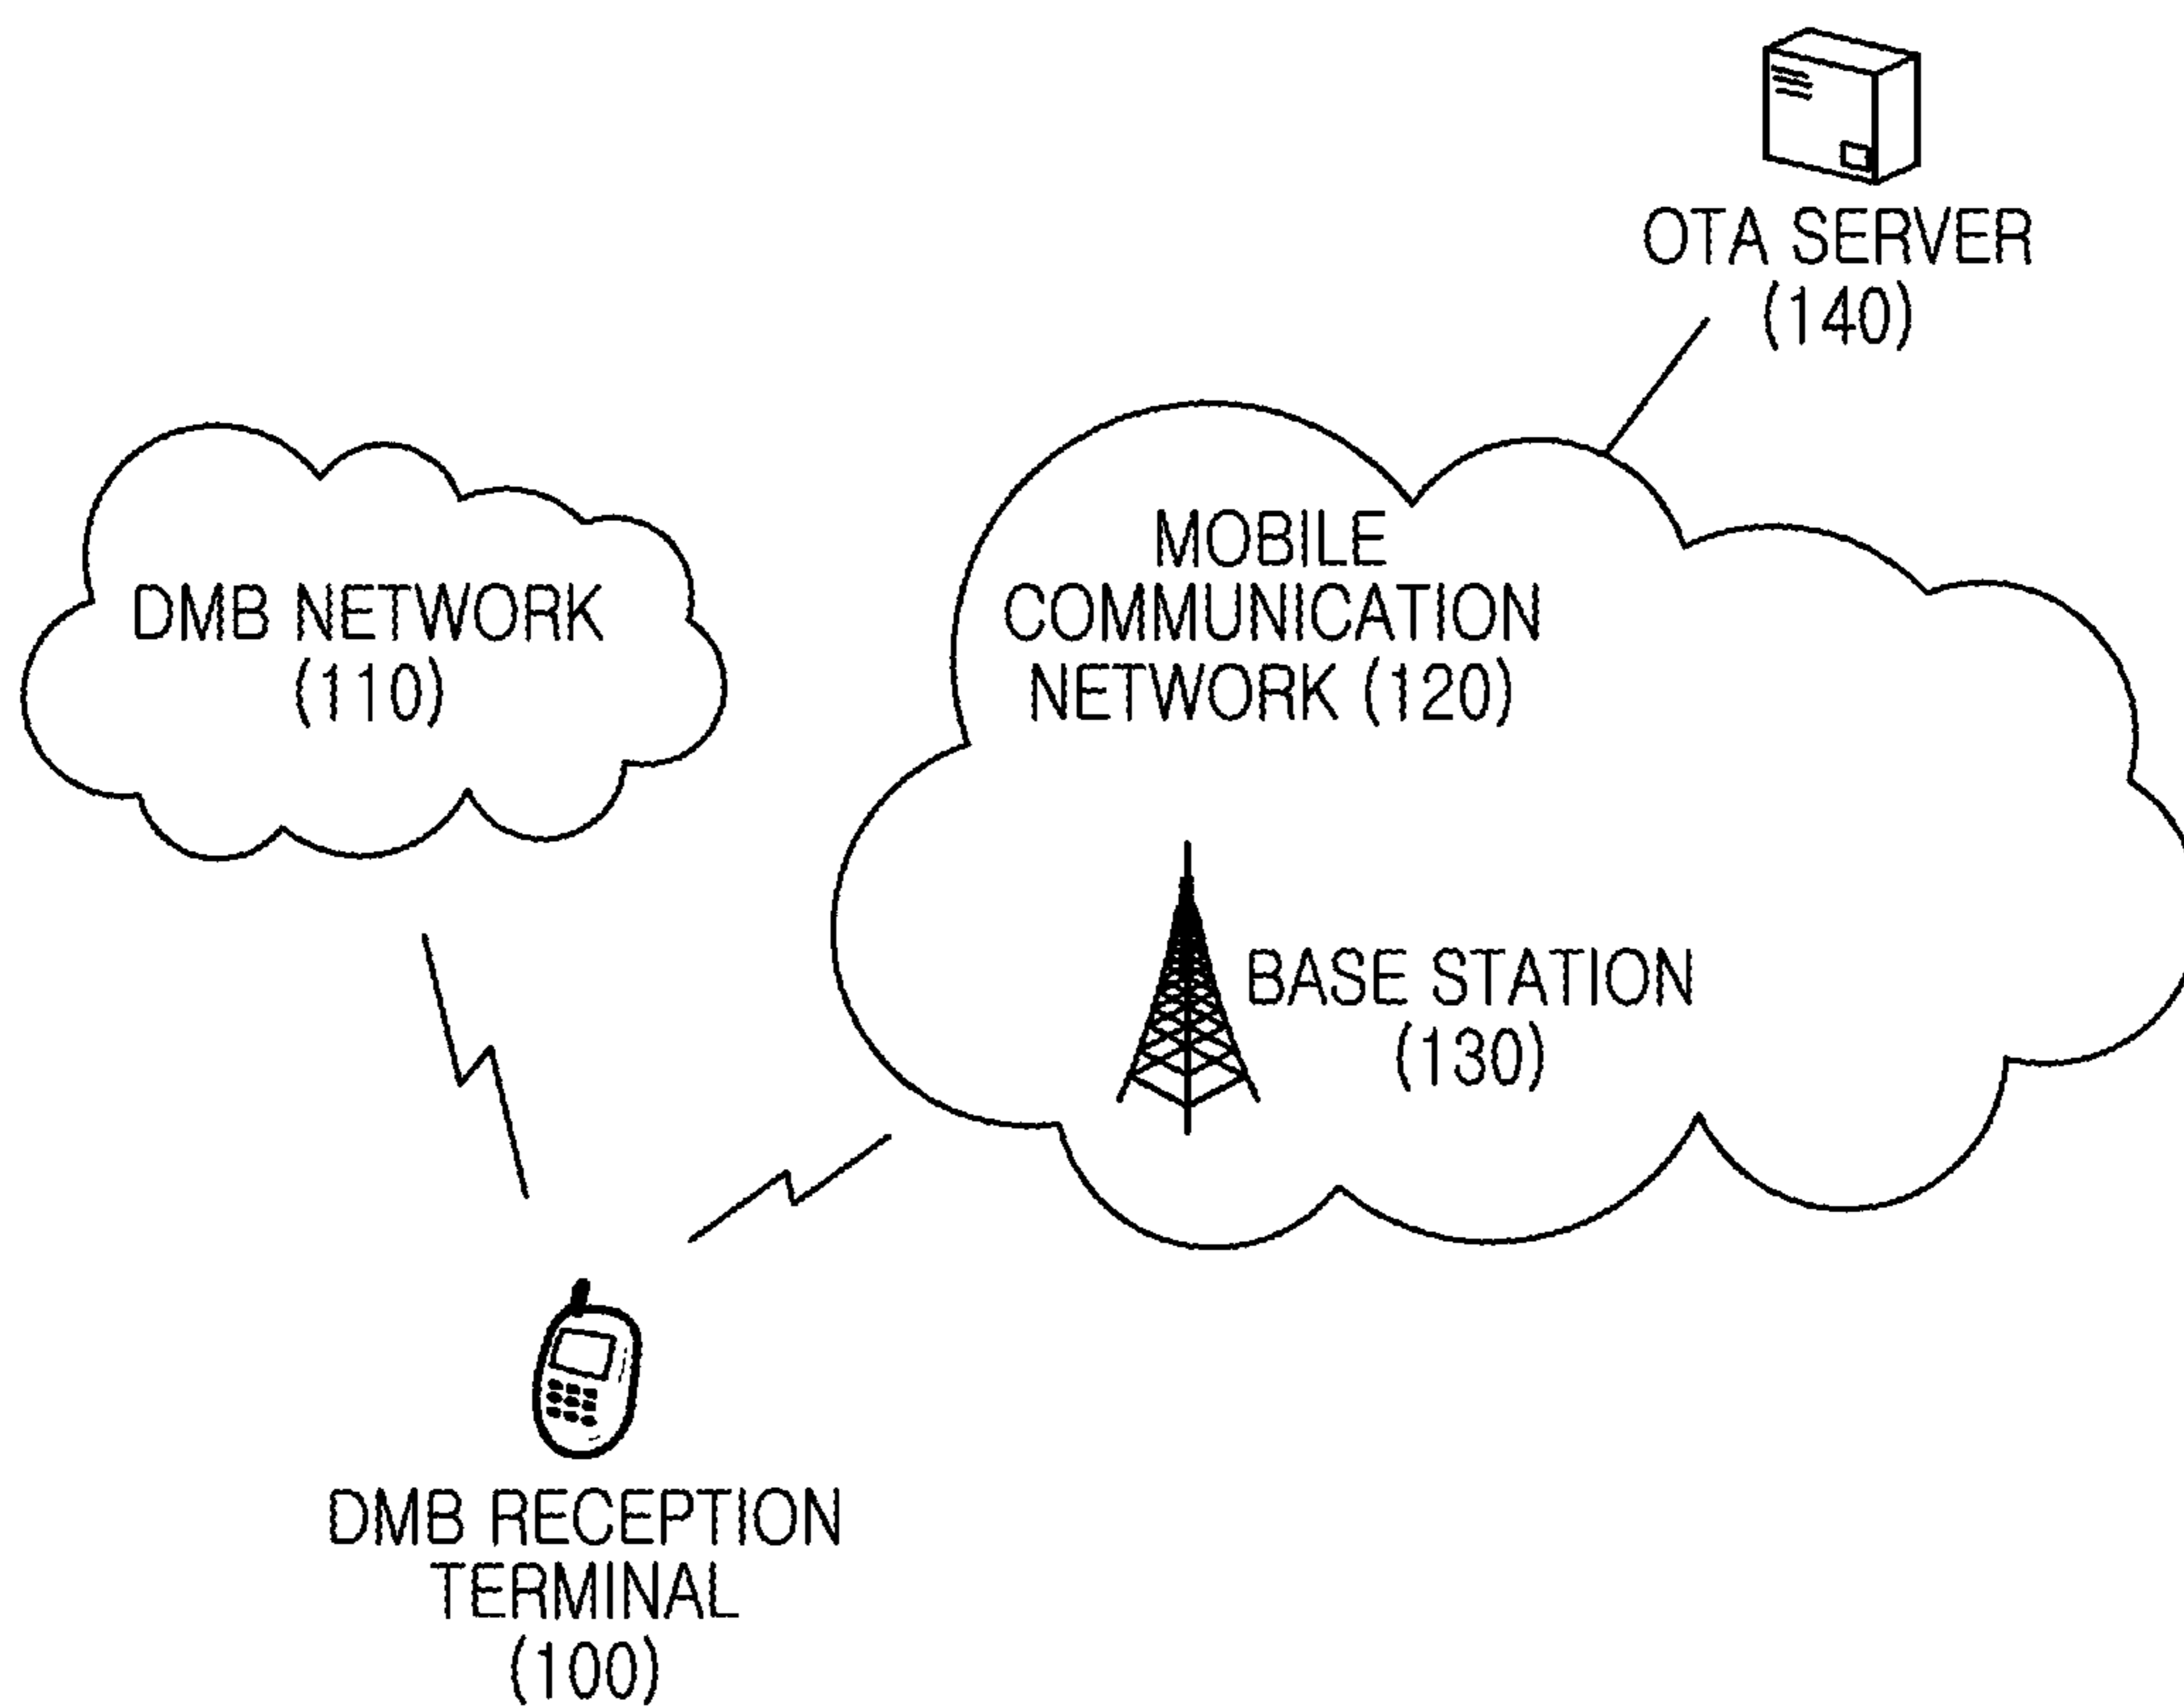 OTA SERVER
(140)
MOBILE
COMMUNICATION
NETWORK (120)
DMB NETWORK
(110)
BASE STATION
(130)
DMB RECEPTION
TERMINAL
(100)